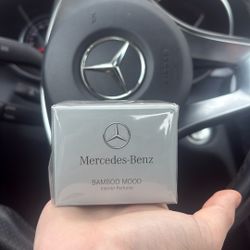 Mercedes-Benz
BAMBOO MOOD
Interior Perfume